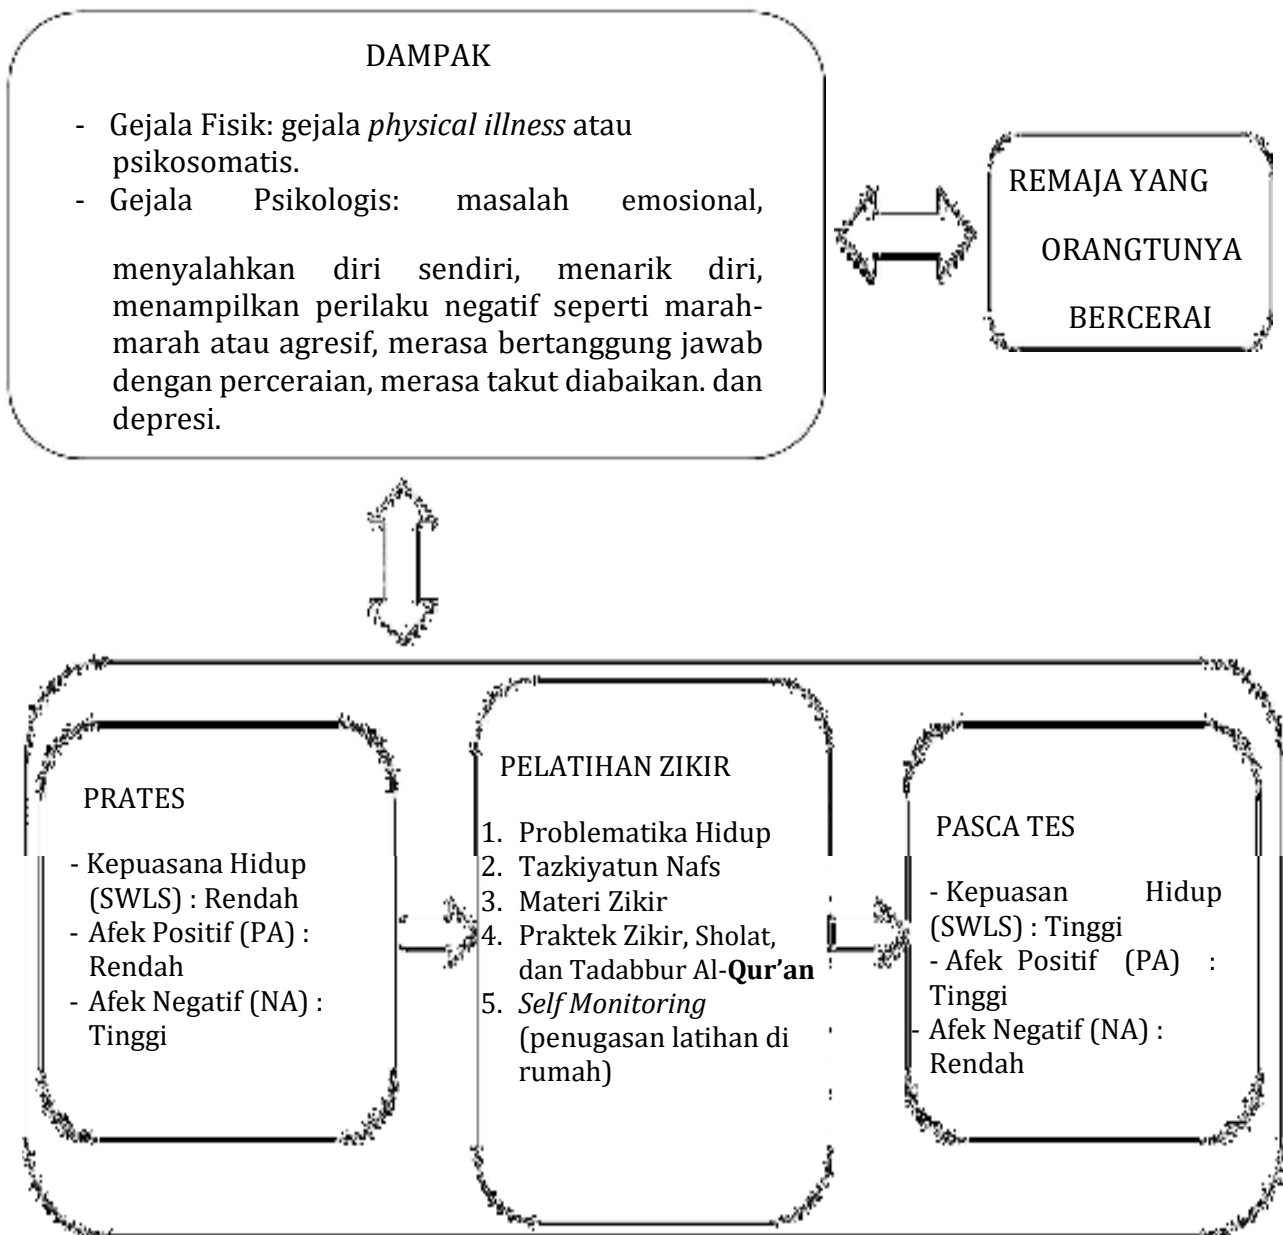 DAMPAK
- Gejala Fisik: gejala physical illness atau
psikosomatis.
- Gejala Psikologis: masalah emosional,
menyalahkan diri sendiri, menarik diri,
menampilkan perilaku negatif seperti marah-
marah atau agresif, merasa bertanggung jawab
dengan perceraian, merasa takut diabaikan. dan
depresi.
REMAJA YANG
ORANGTUNYA
BERCERAI
PRATES
- Kepuasana Hidup
(SWLS) : Rendah
- Afek Positif (PA) :
Rendah
- Afek Negatif (NA) :
Tinggi
PELATIHAN ZIKIR
1. Problematika Hidup
2. Tazkiyatun Nafs
3. Materi Zikir
4. Praktek Zikir, Sholat,
dan Tadabbur Al-Qur’an
5. Self Monitoring
(penugasan latihan di
rumah)
PASCA TES
- Kepuasan Hidup
(SWLS) : Tinggi
- Afek Positif (PA) :
Tinggi
- Afek Negatif (NA) :
Rendah